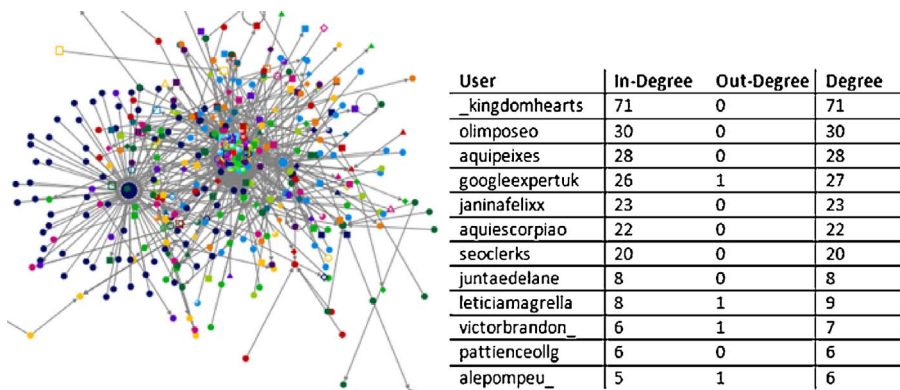 User In-Degree Out-Degree Degree
_kingdomhearts 71 0 71
olimposeo 30 0 30
aquipeixes 28 0 28
googleexpertuk 26 1 27
janinafelixx 23 0 23
aquiescorpiao 22 0 22
seoclerks 20 0 20
juntaedelane 8 0 8
leticiamagrella 8 1 9
victorbrandon_ 6 1 7
pattienceollg 6 0 6
alepompeu_ 5 1 6